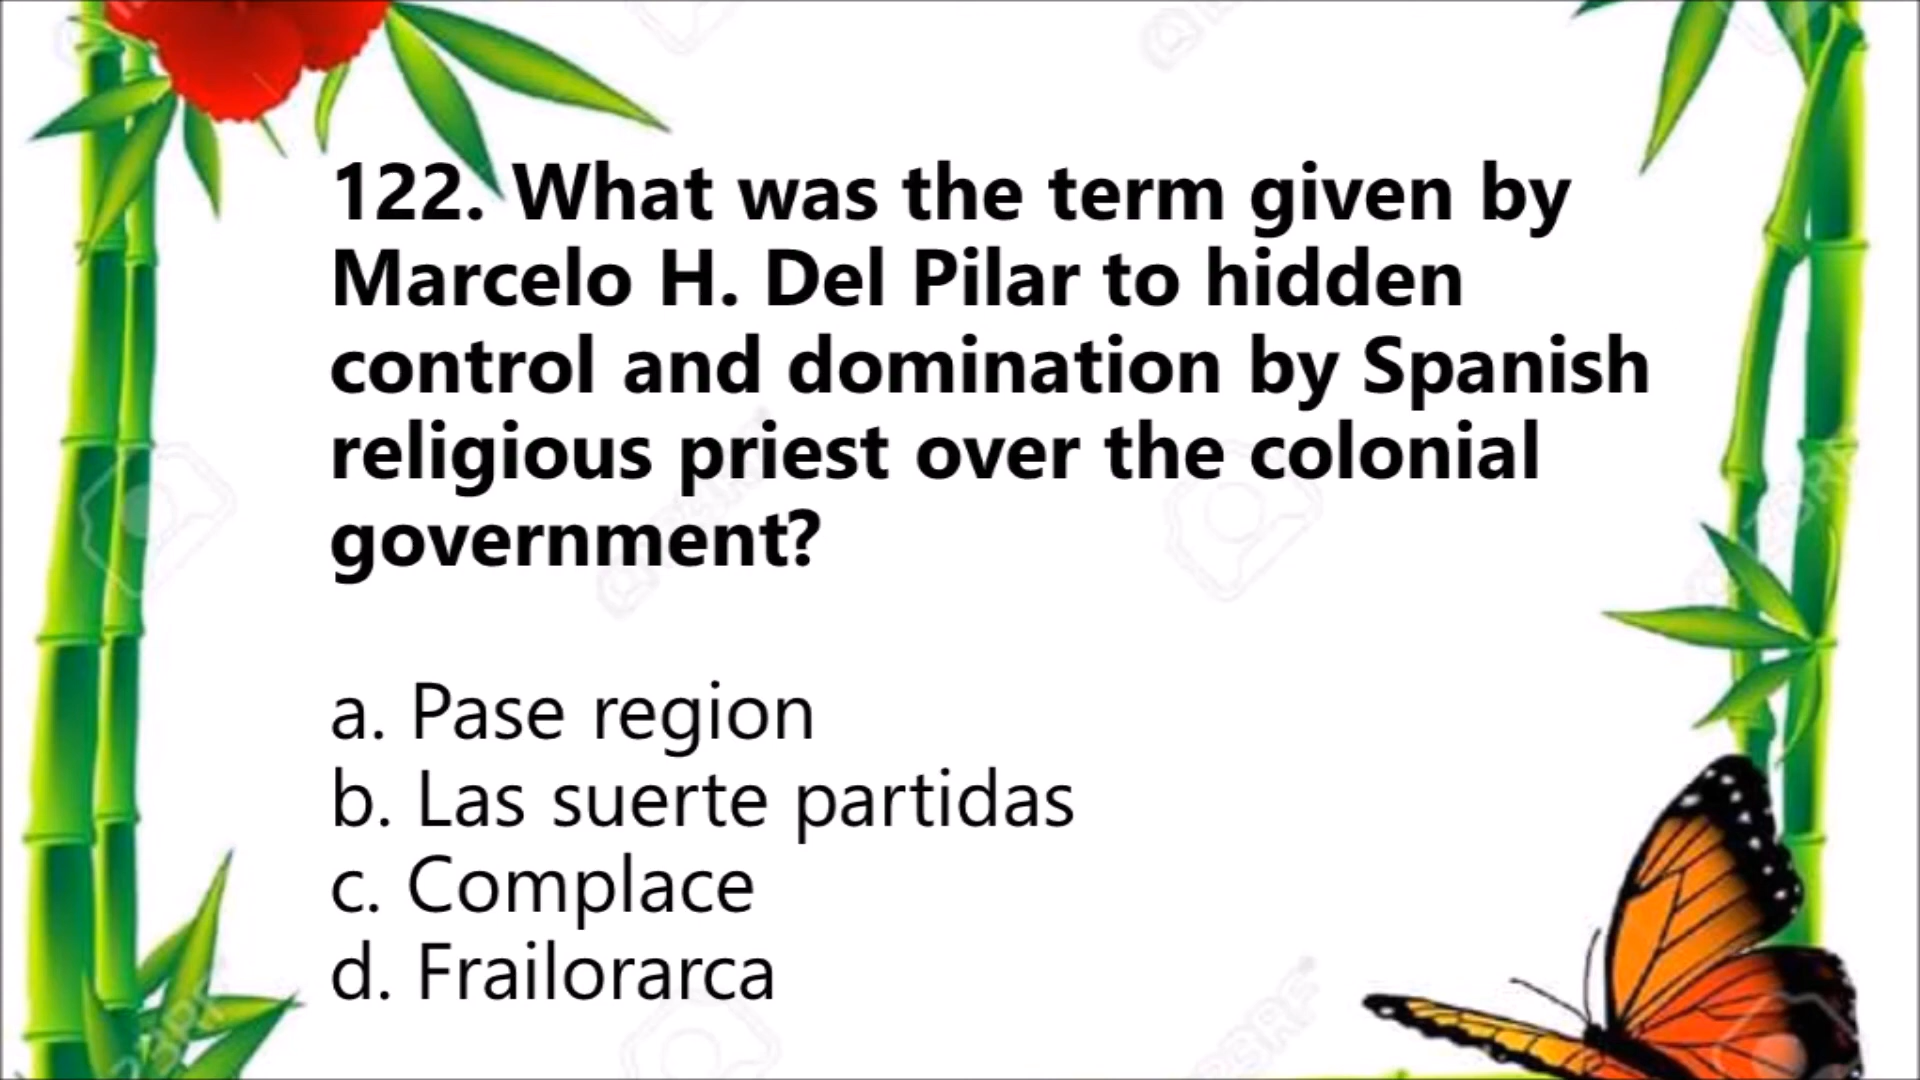 122. What was the term given by
Marcelo H. Del Pilar to hidden
control and domination by Spanish
religious priest over the colonial
government?
a. Pase region
b. Las suerte partidas
c. Complace
d. Frailorarca